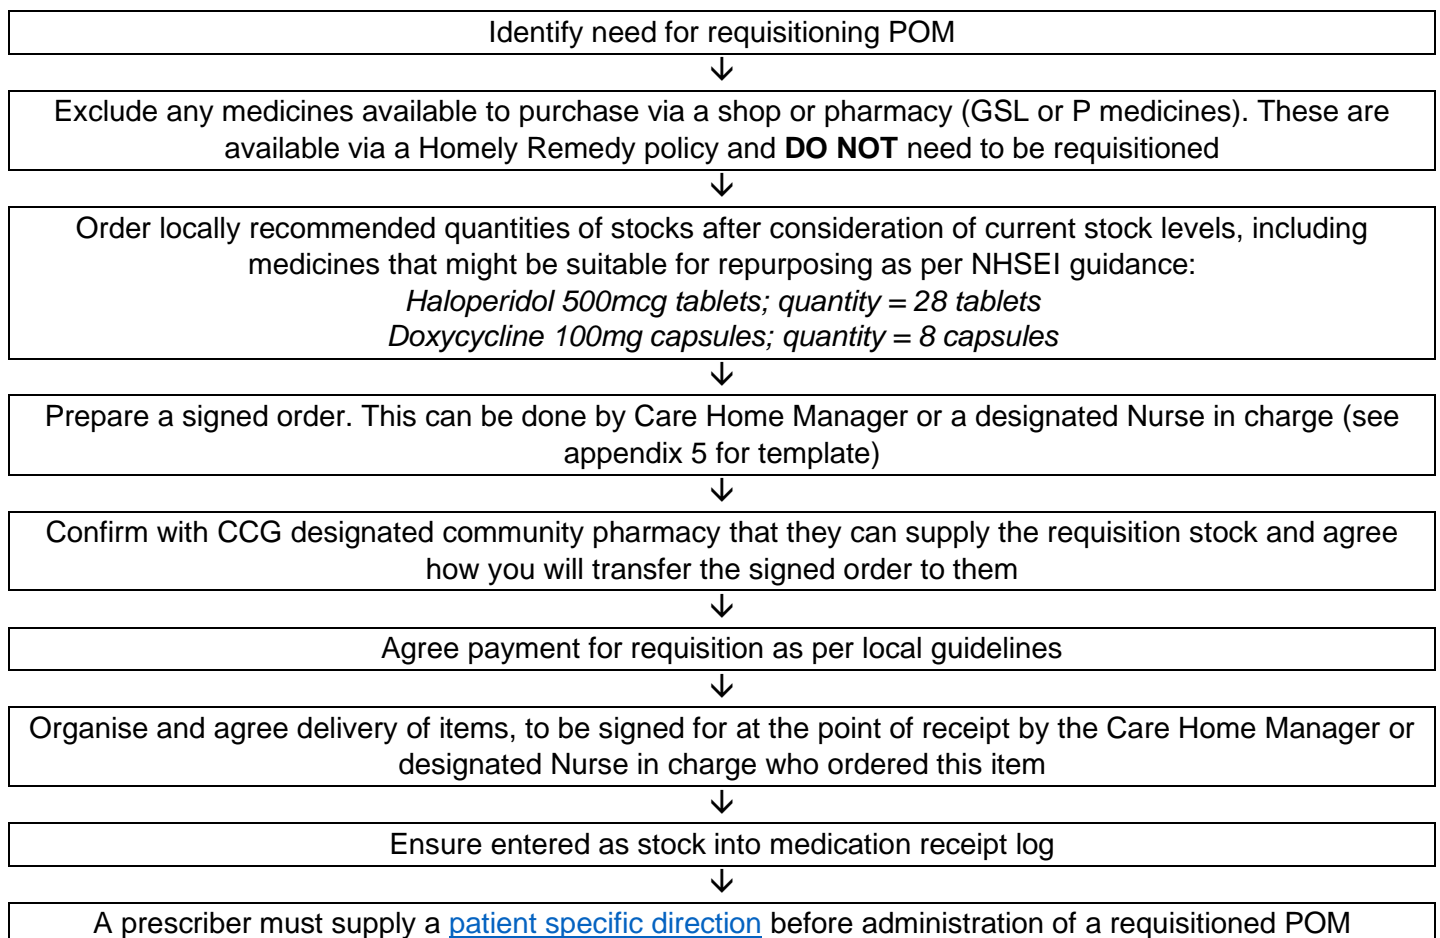 Identify need for requisitioning POM
↓
Exclude any medicines available to purchase via a shop or pharmacy (GSL or P medicines). These are
available via a Homely Remedy policy and DO NOT need to be requisitioned
↓
Order locally recommended quantities of stocks after consideration of current stock levels, including
medicines that might be suitable for repurposing as per NHSEI guidance:
Haloperidol 500mcg tablets; quantity = 28 tablets
Doxycycline 100mg capsules; quantity = 8 capsules
↓
Prepare a signed order. This can be done by Care Home Manager or a designated Nurse in charge (see
appendix 5 for template)
↓
Confirm with CCG designated community pharmacy that they can supply the requisition stock and agree
how you will transfer the signed order to them
↓
Agree payment for requisition as per local guidelines
↓
Organise and agree delivery of items, to be signed for at the point of receipt by the Care Home Manager or
designated Nurse in charge who ordered this item
↓
Ensure entered as stock into medication receipt log
↓
A prescriber must supply a patient specific direction before administration of a requisitioned POM